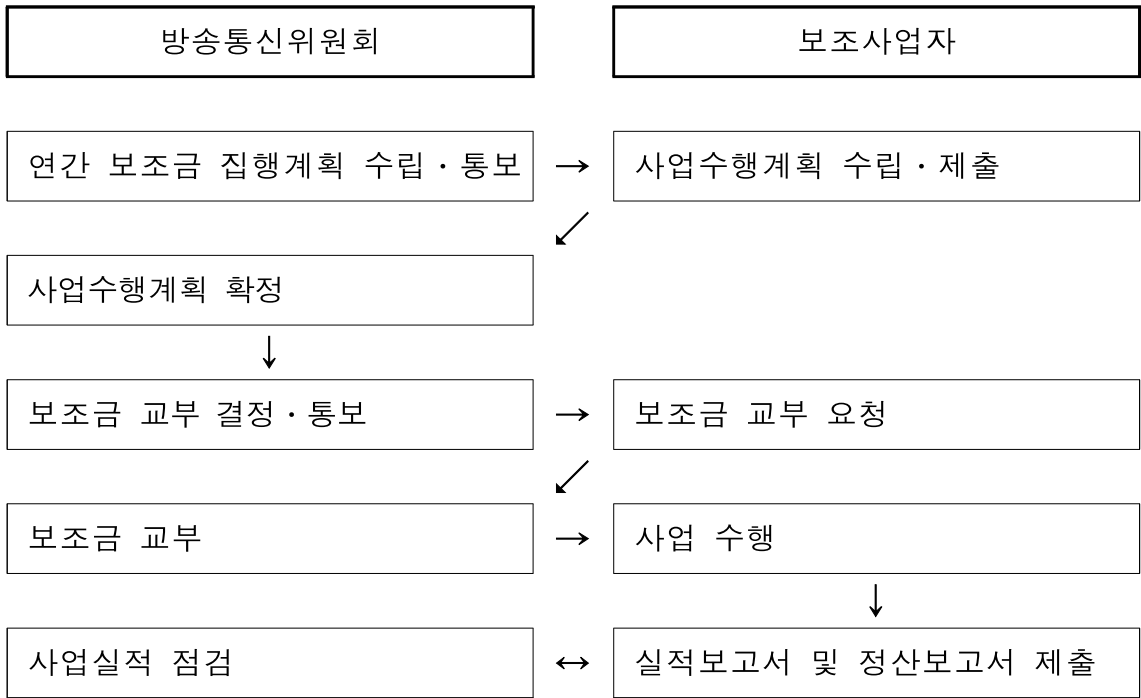 방송통신위원회
보조사업자
연간 보조금 집행계획 수립·통보
→
사업수행계획 수립·제출
↙
사업수행계획 확정
↓
보조금 교부 결정·통보
→
보조금 교부 요청
↙
보조금 교부
→
사업 수행
↓
사업실적 점검
↔
실적보고서 및 정산보고서 제출